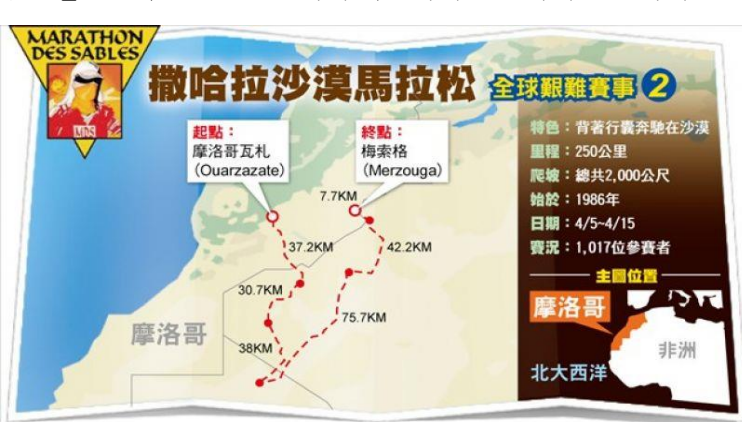 MARATHON
DES SABLES
MDS
撒哈拉沙漠馬拉松
全球艱難賽事 2
起點：
摩洛哥瓦札
(Ouarzazate)
終點：
梅索格
(Merzouga)
7.7KM
37.2KM
42.2KM
30.7KM
75.7KM
38KM
摩洛哥
特色：背著行囊奔馳在沙漠
里程：250公里
爬坡：總共2,000公尺
始於：1986年
日期：4/5~4/15
賽況：1,017位參賽者
主圖位置
摩洛哥
非洲
北大西洋